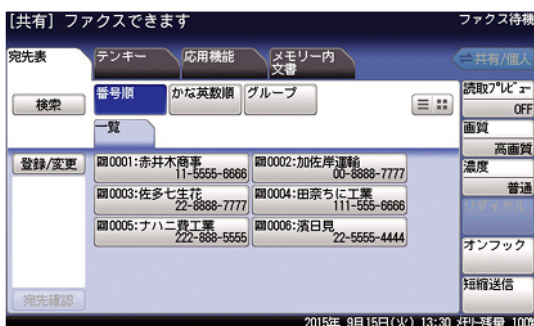 [共有] ファクスできます
ファクス待機
宛先表
テンキー
応用機能
メモリー内
文書
共有/個人
検索
番号順
かな英数順
グループ
一覧
読取プレビュー
OFF
画質
高画質
濃度
普通
リダイヤル
オンフック
短縮送信
登録/変更
0001:赤井木商事
11-5555-6666
0002:加佐岸運輸
00-8888-7777
0003:佐多七生花
22-8888-7777
0004:田奈ちに工業
111-555-6666
0005:ナハニ費工業
222-888-5555
0006:濱日見
22-5555-4444
宛先確認
2015年 9月15日(火) 13:30 メモリー残量 100%